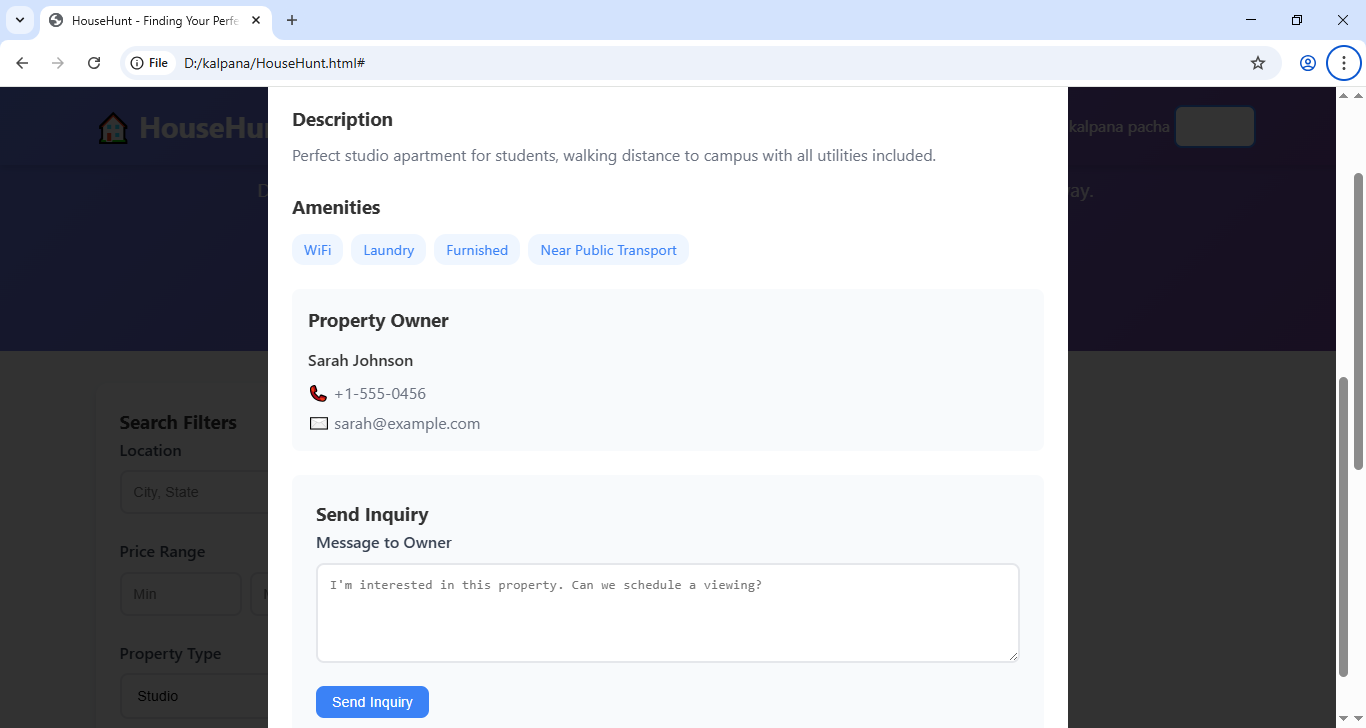 HouseHunt - Finding Your Perfe
File
D:/kalpana/HouseHunt.html#
HouseHun
kalpana pacha
Description
Perfect studio apartment for students, walking distance to campus with all utilities included.
Amenities
WiFi
Laundry
Furnished
Near Public Transport
Property Owner
Sarah Johnson
+1-555-0456
sarah@example.com
Search Filters
Location
City, State
Price Range
Min
Property Type
Studio
Send Inquiry
Message to Owner
I'm interested in this property. Can we schedule a viewing?
Send Inquiry